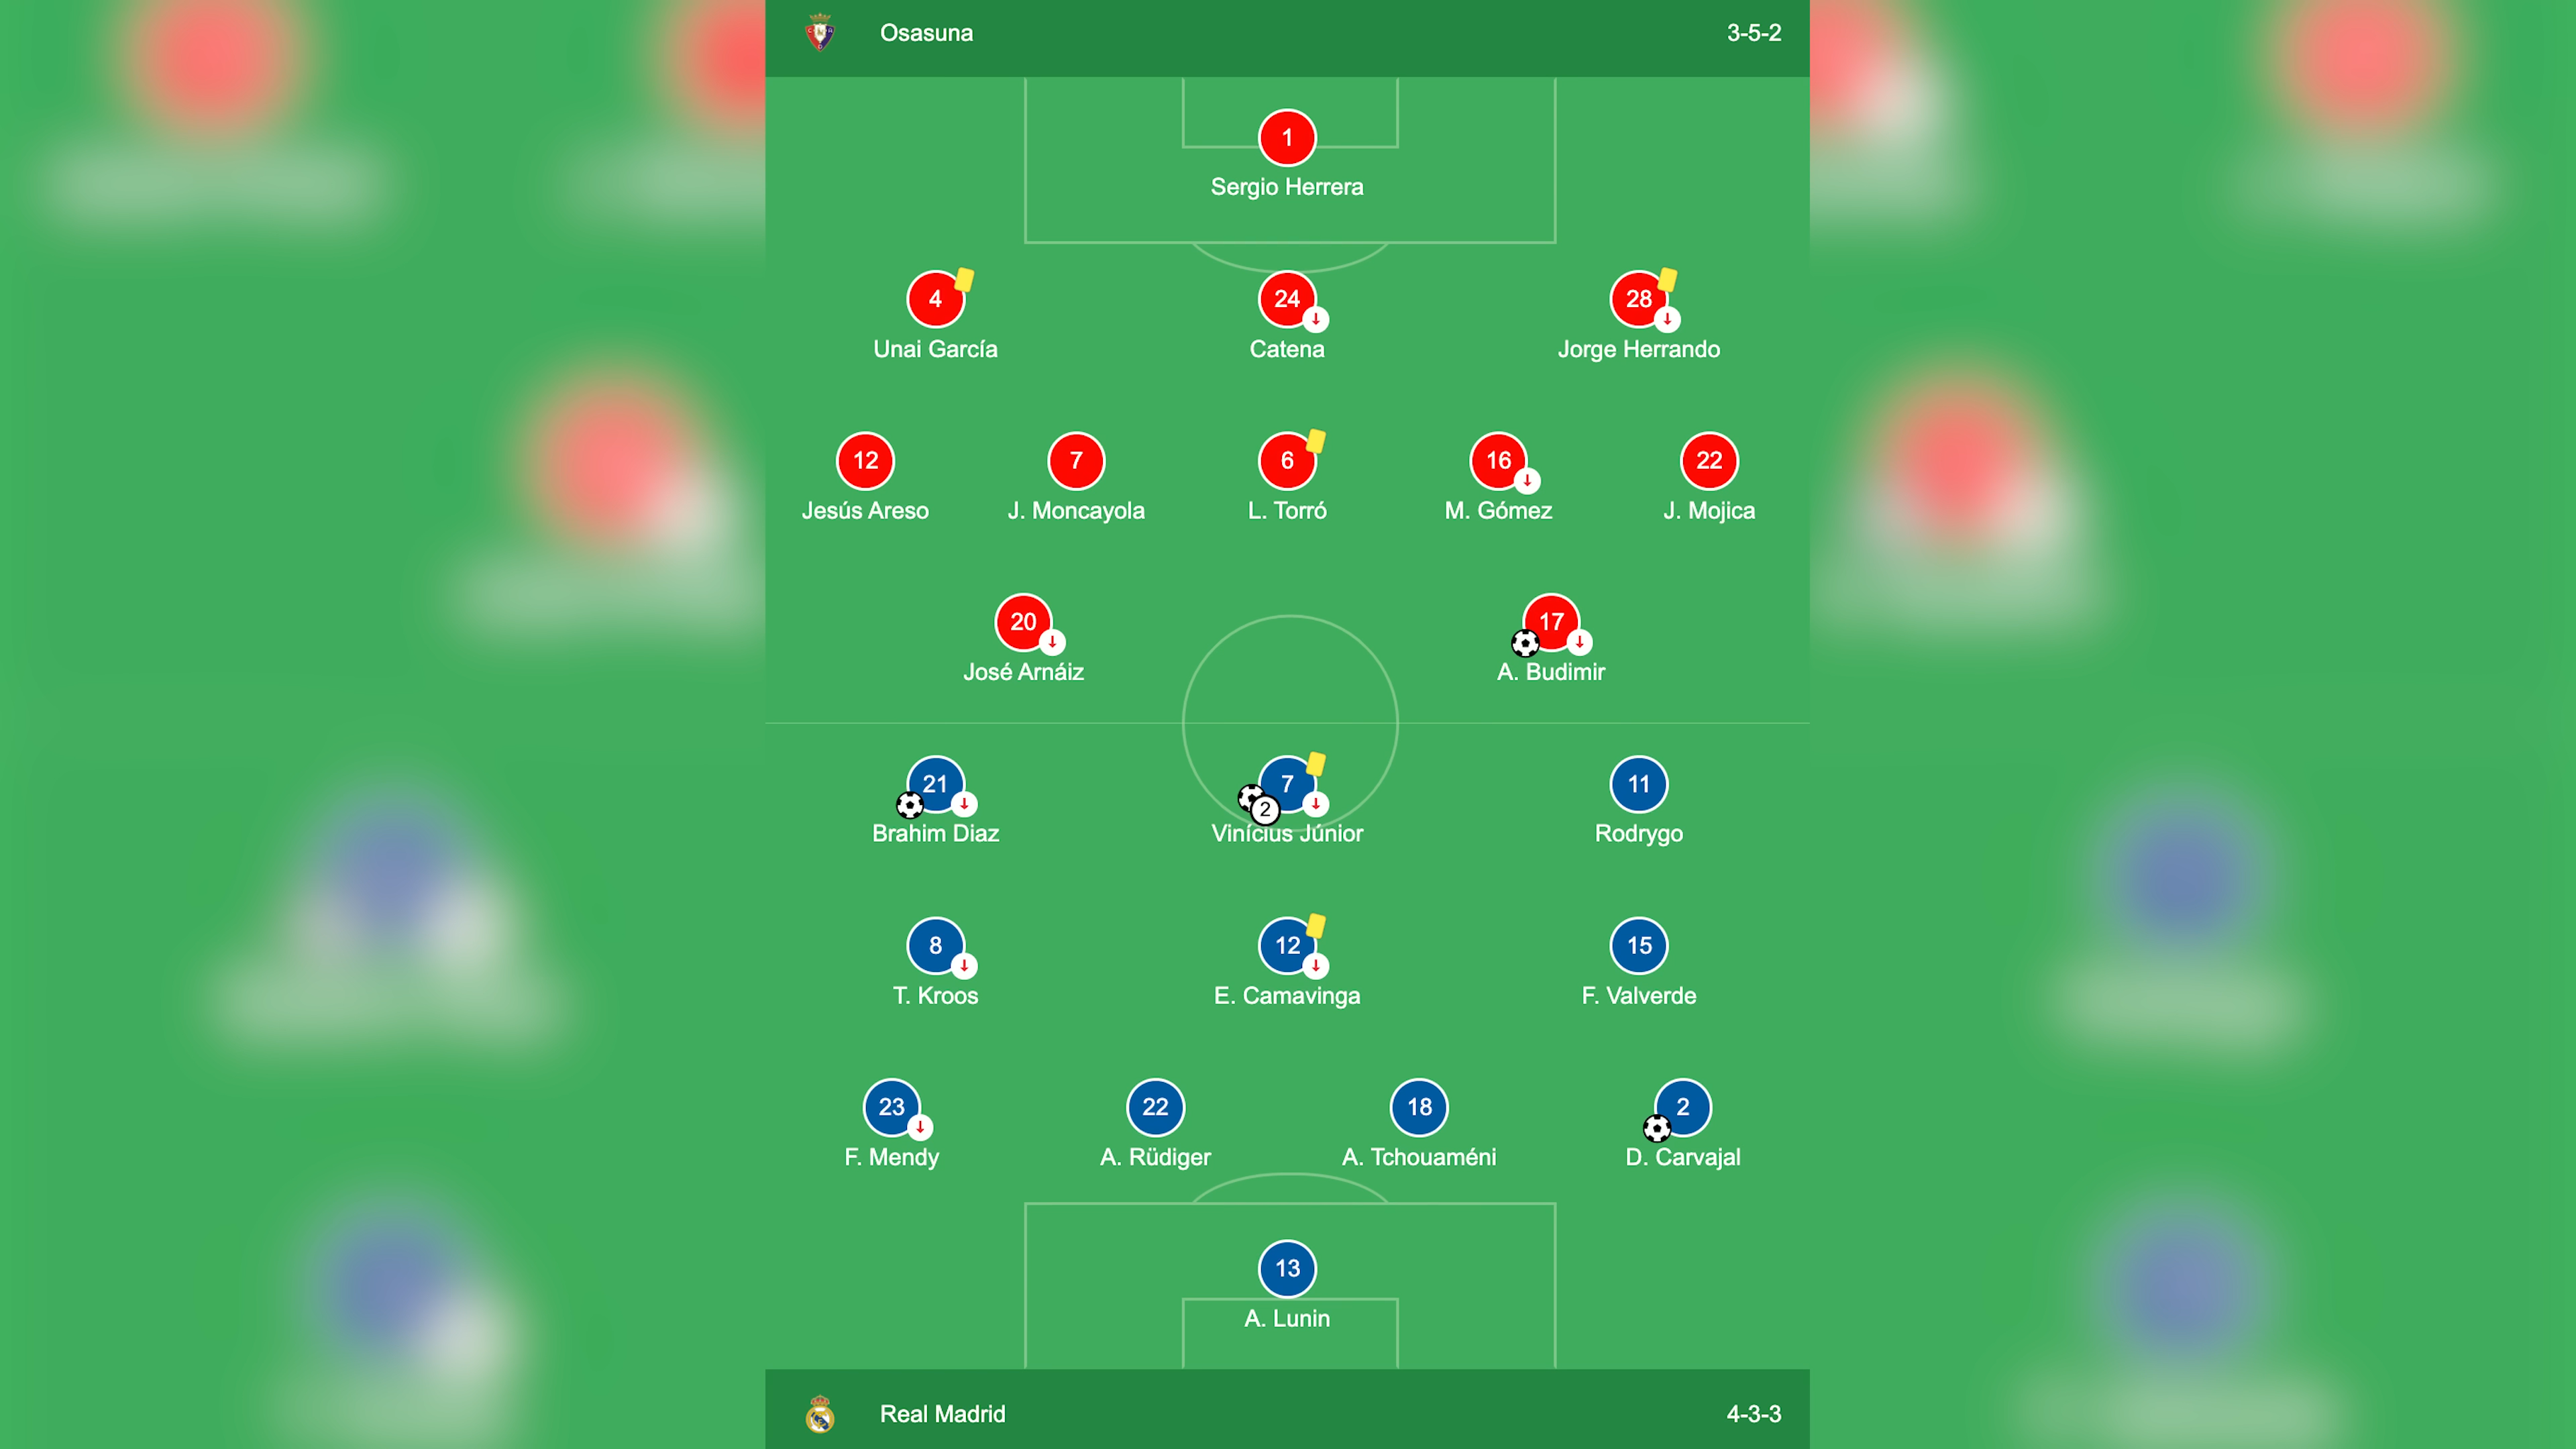 Osasuna 3-5-2
1
Sergio Herrera
4 24 28
Unai García Catena Jorge Herrando
12 7 6 16 22
Jesús Areso J. Moncayola L. Torró M. Gómez J. Mojica
20 17
José Arnáiz A. Budimir
21 7 11
2
Brahim Diaz Vinícius Júnior Rodrygo
8 12 15
T. Kroos E. Camavinga F. Valverde
23 22 18 2
F. Mendy A. Rüdiger A. Tchouaméni D. Carvajal
13
A. Lunin
Real Madrid 4-3-3